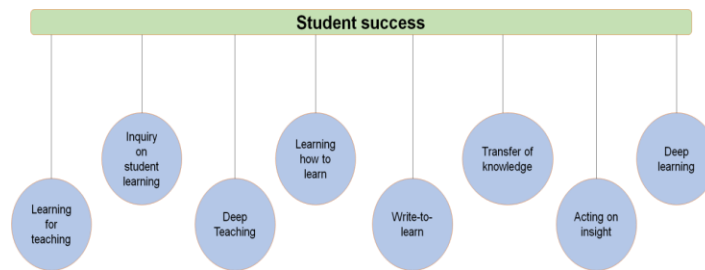 Student success
Learning
for
teaching
Inquiry
on
student
learning
Deep
Teaching
Learning
how to
learn
Write-to-
learn
Transfer of
knowledge
Acting on
insight
Deep
learning